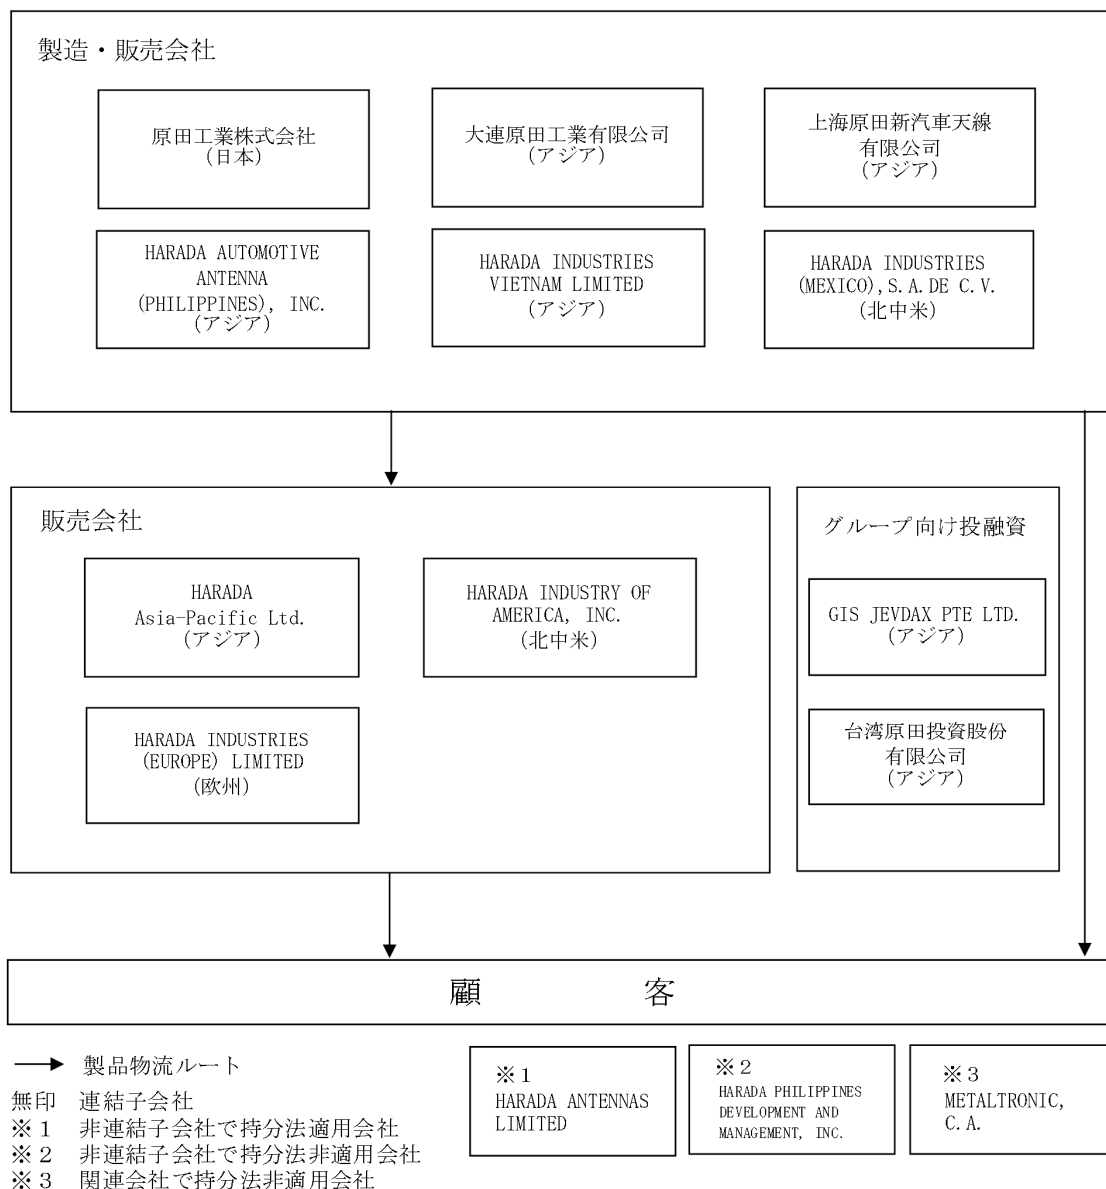 製造・販売会社
原田工業株式会社
(日本)
大連原田工業有限公司
(アジア)
上海原田新汽車天線
有限公司
(アジア)
HARADA AUTOMOTIVE
ANTENNA
(PHILIPPINES), INC.
(アジア)
HARADA INDUSTRIES
VIETNAM LIMITED
(アジア)
HARADA INDUSTRIES
(MEXICO),S.A.DE C.V.
(北中米)
販売会社
HARADA
Asia-Pacific Ltd.
(アジア)
HARADA INDUSTRY OF
AMERICA, INC.
(北中米)
HARADA INDUSTRIES
(EUROPE) LIMITED
(欧州)
グループ向け投融資
GIS JEVDAX PTE LTD.
(アジア)
台湾原田投資股份
有限公司
(アジア)
顧 客
製品物流ルート
無印 連結子会社
※1 非連結子会社で持分法適用会社
※2 非連結子会社で持分法非適用会社
※3 関連会社で持分法非適用会社
※1
HARADA ANTENNAS
LIMITED
※2
HARADA PHILIPPINES
DEVELOPMENT AND
MANAGEMENT, INC.
※3
METALTRONIC,
C.A.